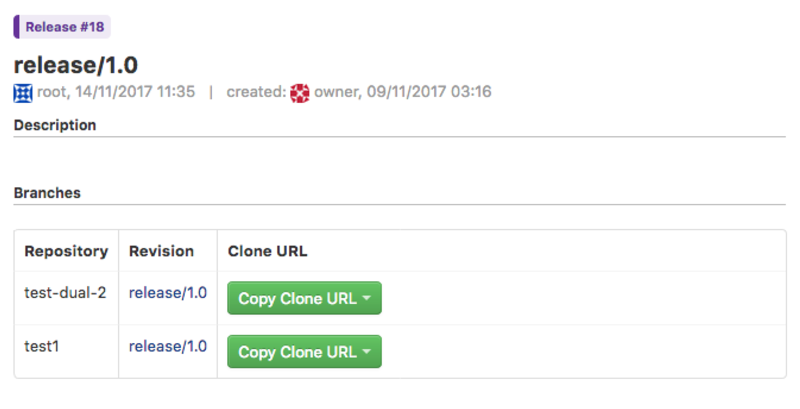 Release #18
release/1.0
root, 14/11/2017 11:35 | created: owner, 09/11/2017 03:16
Description
Branches
Repository Revision Clone URL
test-dual-2 release/1.0 Copy Clone URL
test1 release/1.0 Copy Clone URL